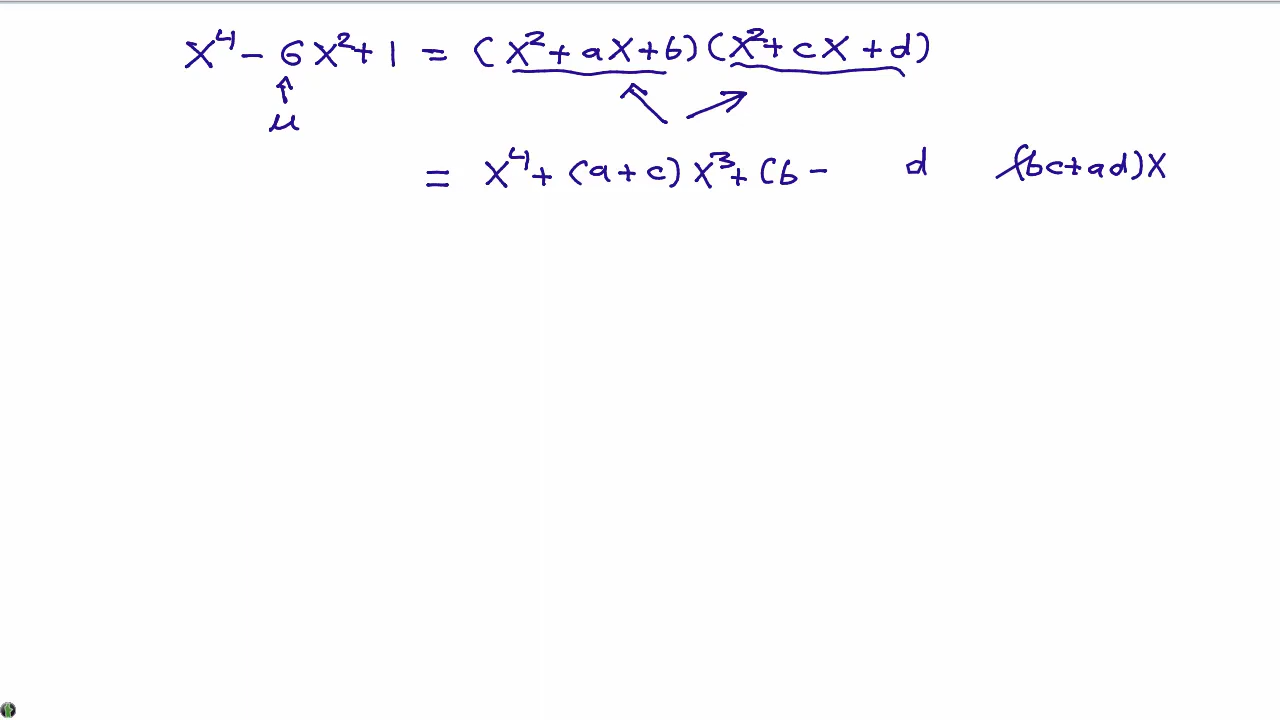 X⁴ - 6X² + 1 = (X² + aX + b)(X² + cX + d)
μ
= X⁴ + (a + c)X³ + (b - d (bc + ad)X